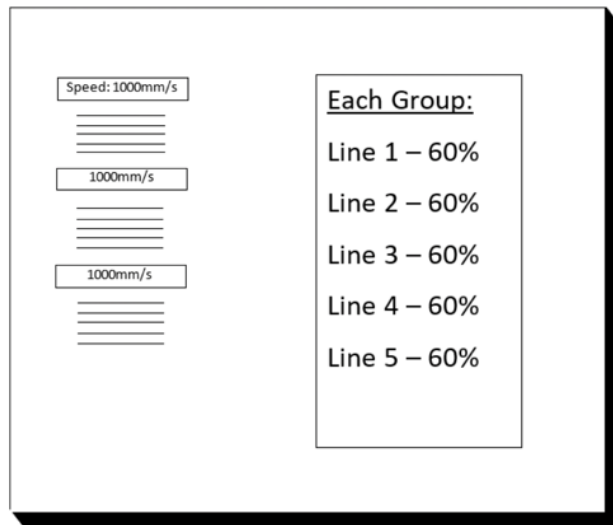 Speed: 1000mm/s
1000mm/s
1000mm/s
Each Group:
Line 1 – 60%
Line 2 – 60%
Line 3 – 60%
Line 4 – 60%
Line 5 – 60%